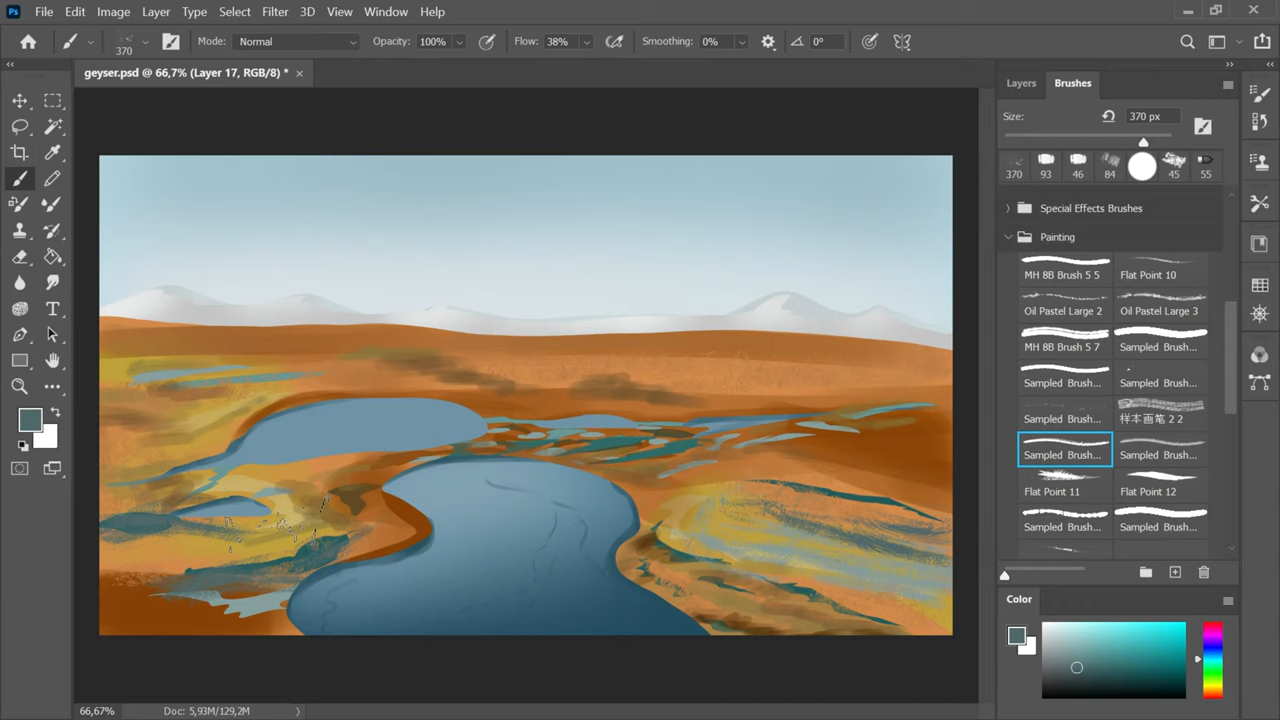 Ps File Edit Image Layer Type Select Filter 3D View Window Help
370 Mode: Normal Opacity: 100% Flow: 38% Smoothing: 0% 0°
geyser.psd @ 66,7% (Layer 17, RGB/8) *
Layers Brushes
Size: 370 px
370 93 46 84 45 55
Special Effects Brushes
Painting
MH 8B Brush 5 5 Flat Point 10
Oil Pastel Large 2 Oil Pastel Large 3
MH 8B Brush 5 7 Sampled Brush...
Sampled Brush... Sampled Brush...
Sampled Brush... 样本画笔 2 2
Sampled Brush... Sampled Brush...
Flat Point 11 Flat Point 12
Sampled Brush... Sampled Brush...
Color
66,67% Doc: 5,93M/129,2M